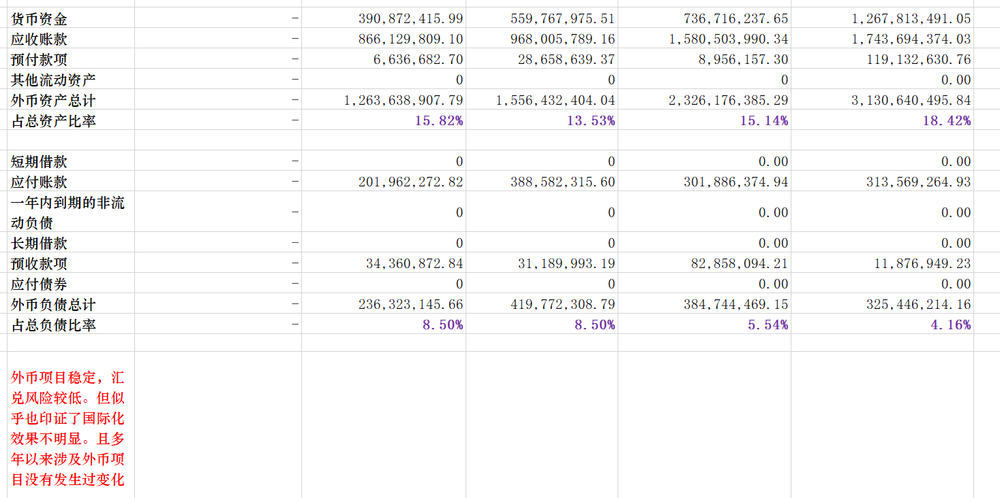 货币资金 – 390,872,415.99 559,767,975.51 736,716,237.65 1,267,813,491.05
应收账款 – 866,129,809.10 968,005,789.16 1,580,503,990.34 1,743,694,374.03
预付款项 – 6,636,682.70 28,658,639.37 8,956,157.30 119,132,630.76
其他流动资产 – 0 0 0 0.00
外币资产总计 – 1,263,638,907.79 1,556,432,404.04 2,326,176,385.29 3,130,640,495.84
占总资产比率 – 15.82% 13.53% 15.14% 18.42%
短期借款 – 0 0 0.00 0.00
应付账款 – 201,962,272.82 388,582,315.60 301,886,374.94 313,569,264.93
一年内到期的非流
动负债 – 0 0 0.00 0.00
长期借款 – 0 0 0.00 0.00
预收款项 – 34,360,872.84 31,189,993.19 82,858,094.21 11,876,949.23
应付债券 – 0 0 0.00 0.00
外币负债总计 – 236,323,145.66 419,772,308.79 384,744,469.15 325,446,214.16
占总负债比率 – 8.50% 8.50% 5.54% 4.16%
外币项目稳定，汇
兑风险较低。但似
乎也印证了国际化
效果不明显。且多
年以来涉及外币项
目没有发生过变化